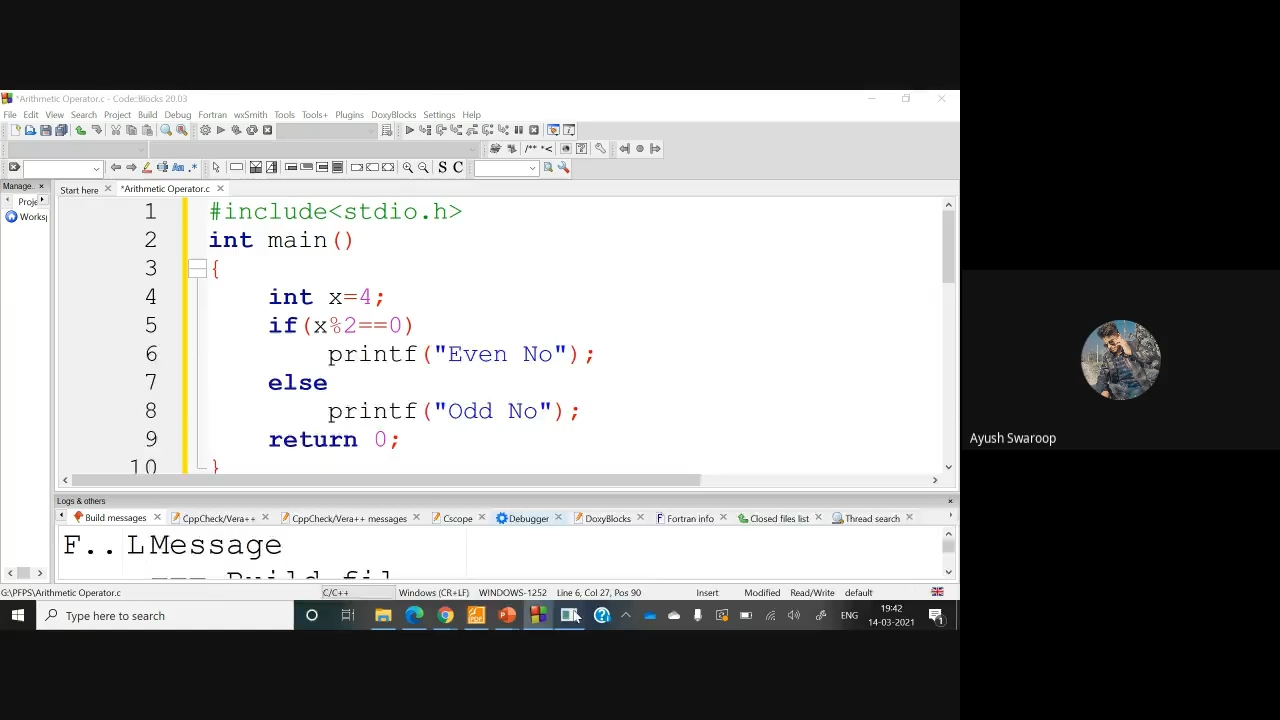 *Arithmetic Operator.c - Code::Blocks 20.03
File Edit View Search Project Build Debug Fortran wxSmith Tools Tools+ Plugins DoxyBlocks Settings Help
/** *<
S C
Manage..
Start here *Arithmetic Operator.c
Proje
Worksp
1 #include<stdio.h>
2 int main()
3 {
4 int x=4;
5 if(x%2==0)
6 printf("Even No");
7 else
8 printf("Odd No");
9 return 0;
10 }
Ayush Swaroop
Logs & others
Build messages CppCheck/Vera++ CppCheck/Vera++ messages Cscope Debugger DoxyBlocks Fortran info Closed files list Thread search
F.. L Message
=== Build fil
G:\PFPS\Arithmetic Operator.c C/C++ Windows (CR+LF) WINDOWS-1252 Line 6, Col 27, Pos 90 Insert Modified Read/Write default
Type here to search
ENG
19:42
14-03-2021
1